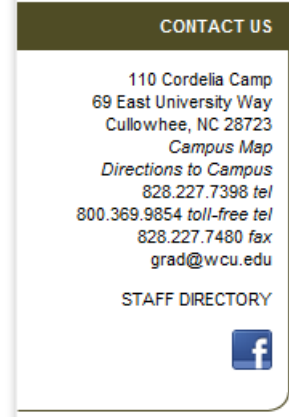 CONTACT US
110 Cordelia Camp
69 East University Way
Cullowhee, NC 28723
Campus Map
Directions to Campus
828.227.7398 tel
800.369.9854 toll-free tel
828.227.7480 fax
grad@wcu.edu
STAFF DIRECTORY
f